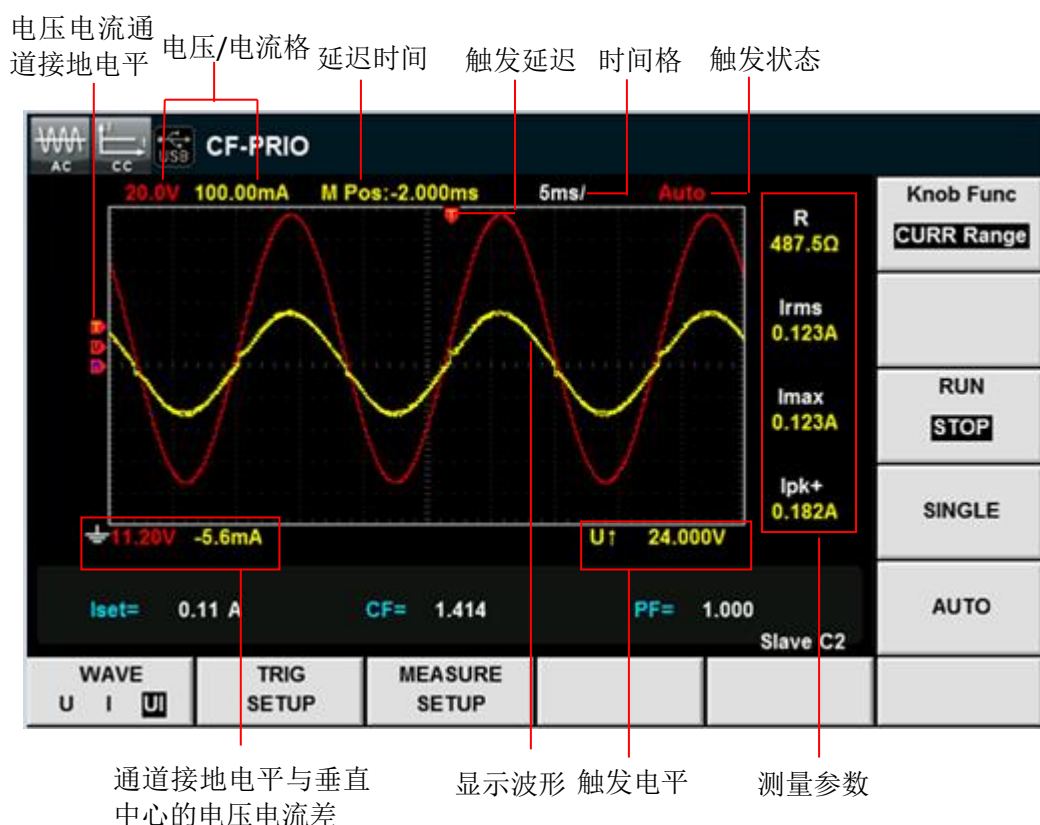 电压电流通
道接地电平
电压/电流格
延迟时间
触发延迟
时间格
触发状态
AC
CC
USB
CF-PRIO
20.0V 100.00mA M Pos:-2.000ms 5ms/ Auto
T
T
U
R
487.5Ω
Irms
0.123A
Imax
0.123A
Ipk+
0.182A
11.20V -5.6mA
U↑ 24.000V
Iset= 0.11 A CF= 1.414 PF= 1.000
Slave C2
Knob Func
CURR Range
RUN
STOP
SINGLE
AUTO
WAVE
U I UI
TRIG
SETUP
MEASURE
SETUP
通道接地电平与垂直
中心的电压电流差
显示波形
触发电平
测量参数